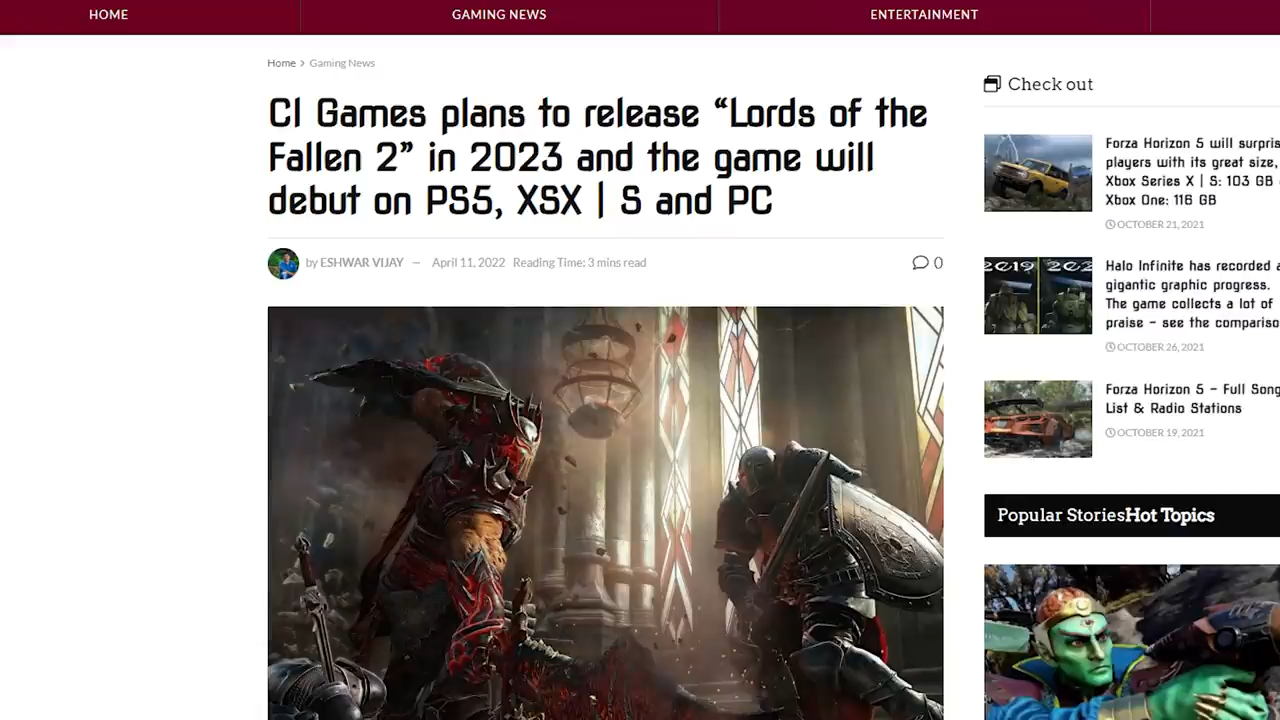 HOME
GAMING NEWS
ENTERTAINMENT
Home > Gaming News
CI Games plans to release “Lords of the
Fallen 2” in 2023 and the game will
debut on PS5, XSX | S and PC
by ESHWAR VIJAY — April 11, 2022 Reading Time: 3 mins read
0
Check out
Forza Horizon 5 will surpris
players with its great size,
Xbox Series X | S: 103 GB
Xbox One: 116 GB
OCTOBER 21, 2021
2019 202
Halo Infinite has recorded a
gigantic graphic progress.
The game collects a lot of
praise – see the compariso
OCTOBER 26, 2021
Forza Horizon 5 – Full Song
List & Radio Stations
OCTOBER 19, 2021
Popular StoriesHot Topics